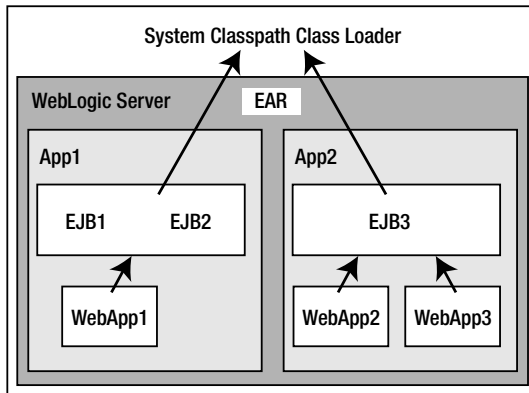 System Classpath Class Loader
WebLogic Server
EAR
App1
EJB1 EJB2
WebApp1
App2
EJB3
WebApp2 WebApp3